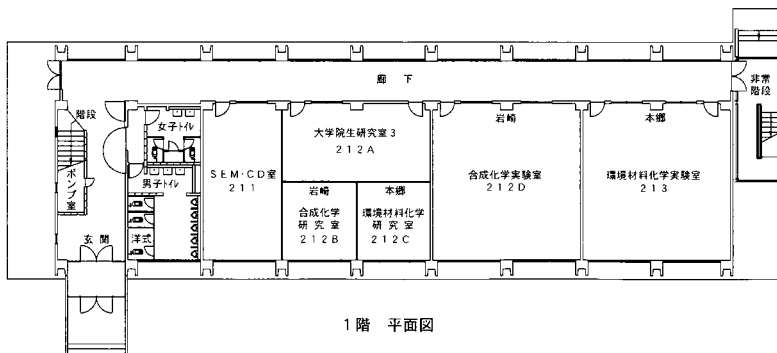 廊 下
非常
階段
階段
女子トイレ
大学院生研究室3
212A
岩崎
本郷
SEM・CD室
211
合成化学実験室
212D
環境材料化学実験室
213
ポンプ室
男子トイレ
岩崎
合成化学
研究室
212B
本郷
環境材料化学
研究室
212C
玄関
洋式
1階 平面図